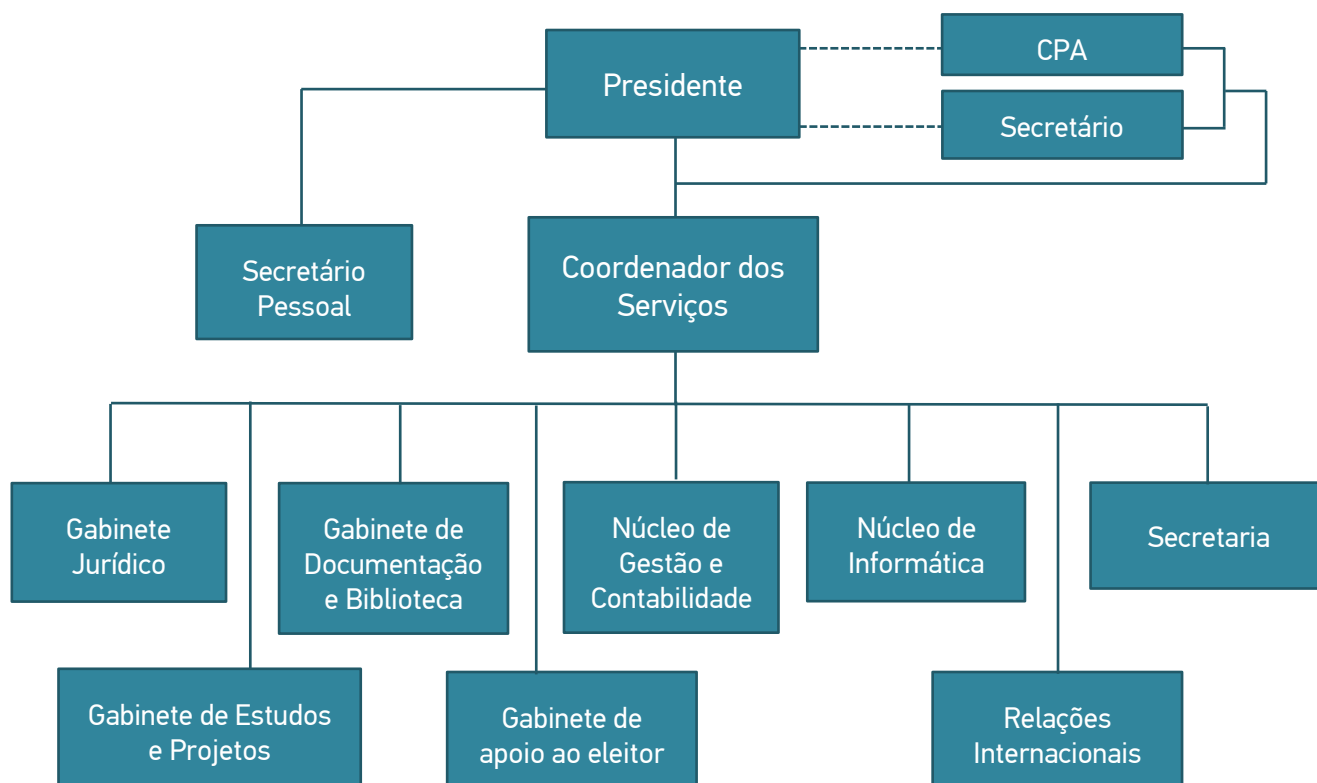 Presidente
CPA
Secretário
Secretário
Pessoal
Coordenador dos
Serviços
Gabinete
Jurídico
Gabinete de
Documentação
e Biblioteca
Núcleo de
Gestão e
Contabilidade
Núcleo de
Informática
Secretaria
Gabinete de Estudos
e Projetos
Gabinete de
apoio ao eleitor
Relações
Internacionais